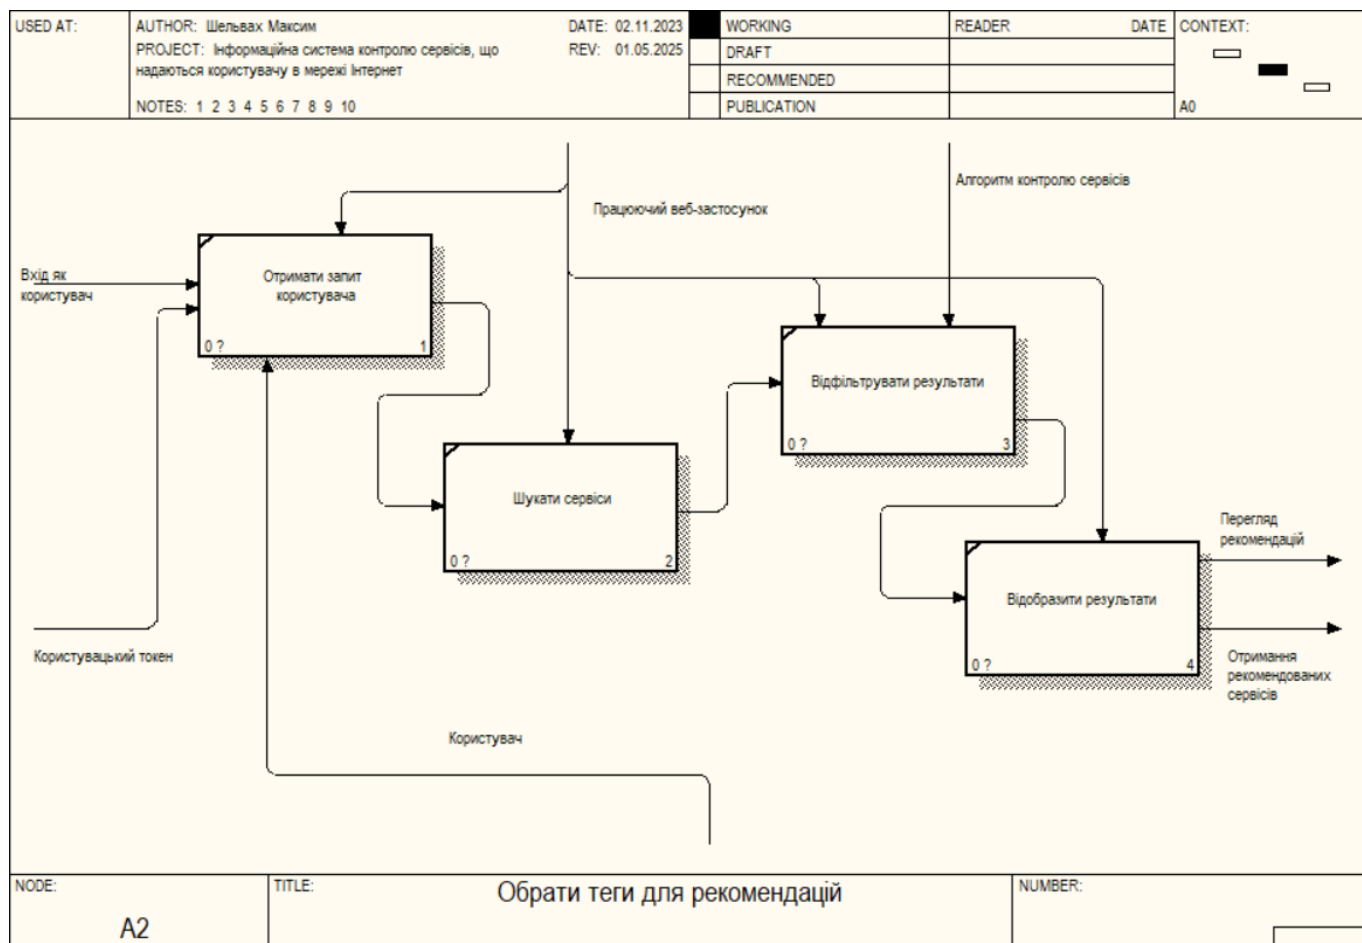 USED AT:
AUTHOR: Шельвах Максим
DATE: 02.11.2023
PROJECT: Інформаційна система контролю сервісів, що
надаються користувачу в мережі Інтернет
REV: 01.05.2025
NOTES: 1 2 3 4 5 6 7 8 9 10
WORKING
DRAFT
RECOMMENDED
PUBLICATION
READER
DATE
CONTEXT:
A0
Алгоритм контролю сервісів
Працюючий веб-застосунок
Вхід як
користувач
Отримати запит
користувача
0 ?
1
Відфільтрувати результати
0 ?
3
Шукати сервіси
0 ?
2
Перегляд
рекомендацій
Відобразити результати
0 ?
4
Користувацький токен
Отримання
рекомендованих
сервісів
Користувач
NODE:
A2
TITLE:
Обрати теги для рекомендацій
NUMBER: